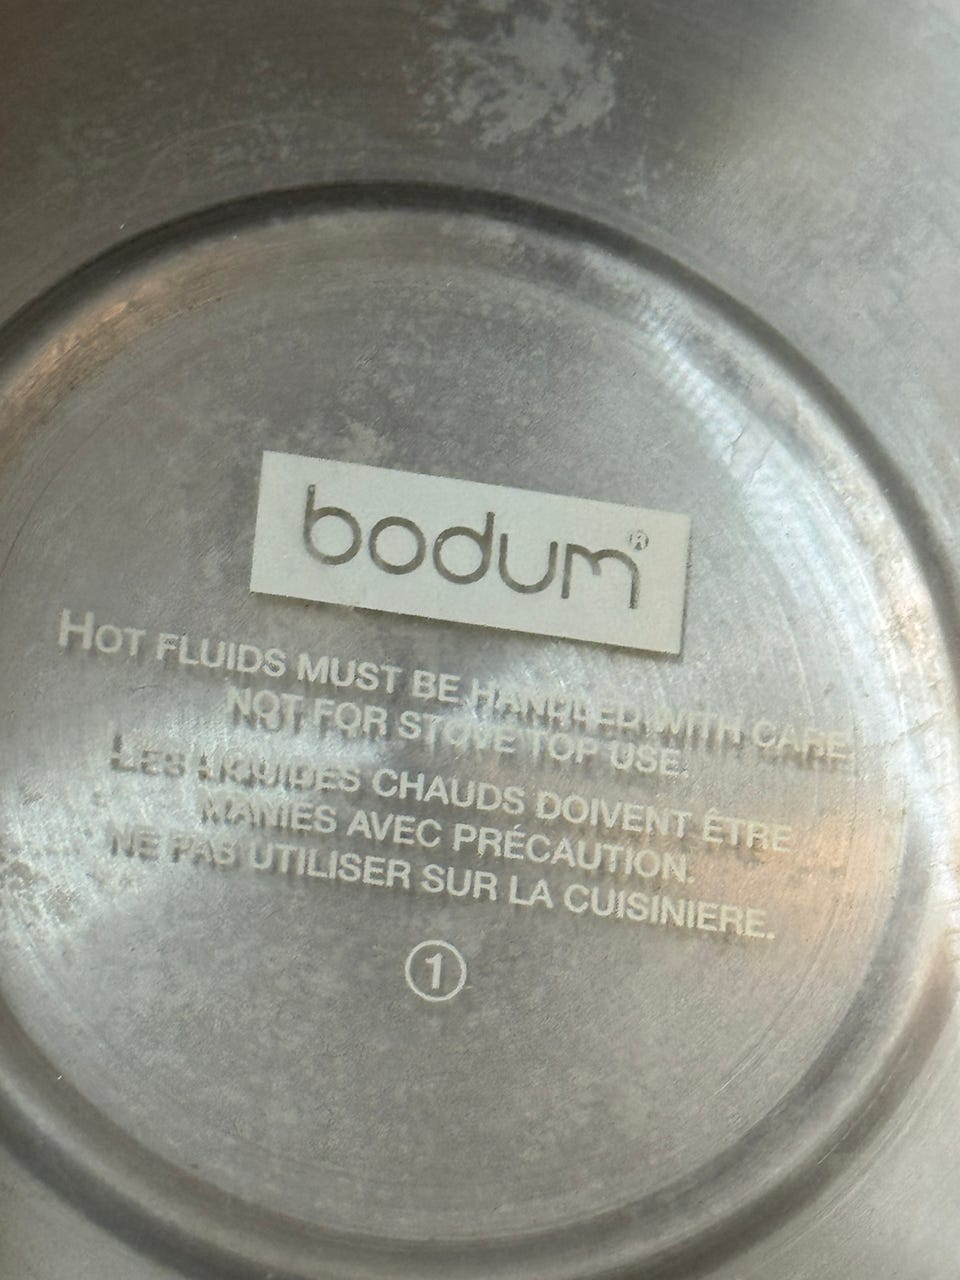 bodum®
HOT FLUIDS MUST BE HANDLED WITH CARE.
NOT FOR STOVE TOP USE.
LES LIQUIDES CHAUDS DOIVENT ÊTRE
MANIÉS AVEC PRÉCAUTION.
NE PAS UTILISER SUR LA CUISINIERE.
①